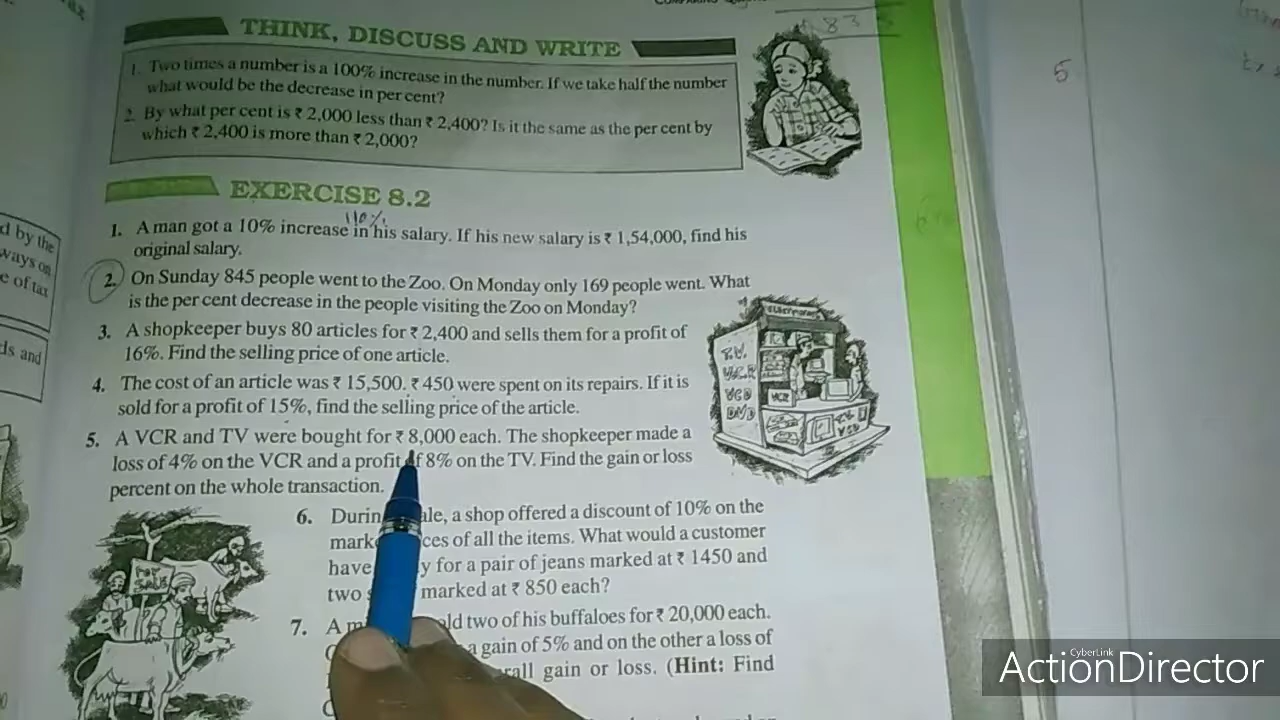 THINK, DISCUSS AND WRITE
1. Two times a number is a 100% increase in the number. If we take half the number
what would be the decrease in per cent?
2. By what per cent is ₹ 2,000 less than ₹ 2,400? Is it the same as the per cent by
which ₹ 2,400 is more than ₹ 2,000?
83
5
EXERCISE 8.2
110%
1. A man got a 10% increase in his salary. If his new salary is ₹ 1,54,000, find his
original salary.
2. On Sunday 845 people went to the Zoo. On Monday only 169 people went. What
is the per cent decrease in the people visiting the Zoo on Monday?
3. A shopkeeper buys 80 articles for ₹ 2,400 and sells them for a profit of
16%. Find the selling price of one article.
4. The cost of an article was ₹ 15,500. ₹ 450 were spent on its repairs. If it is
sold for a profit of 15%, find the selling price of the article.
5. A VCR and TV were bought for ₹ 8,000 each. The shopkeeper made a
loss of 4% on the VCR and a profit of 8% on the TV. Find the gain or loss
percent on the whole transaction.
T.V.
VCR
VCD
DVD
VCR
6. a shop offered a discount of 10% on the
of all the items. What would a customer
have for a pair of jeans marked at ₹ 1450 and
two marked at ₹ 850 each?
FOR SALE
7. A two of his buffaloes for ₹ 20,000 each.
a gain of 5% and on the other a loss of
gain or loss. (Hint: Find
d by the
ways on
e of tax
ds and
CyberLink
ActionDirector